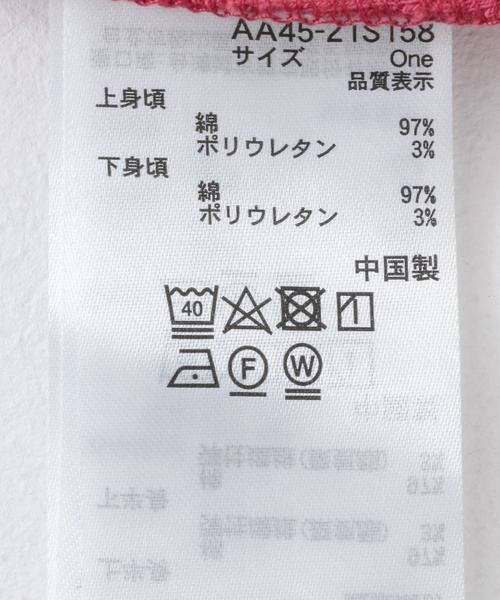 AA45-21S158
サイズ One
品質表示
上身頃
綿 97%
ポリウレタン 3%
下身頃
綿 97%
ポリウレタン 3%
中国製
40
F W